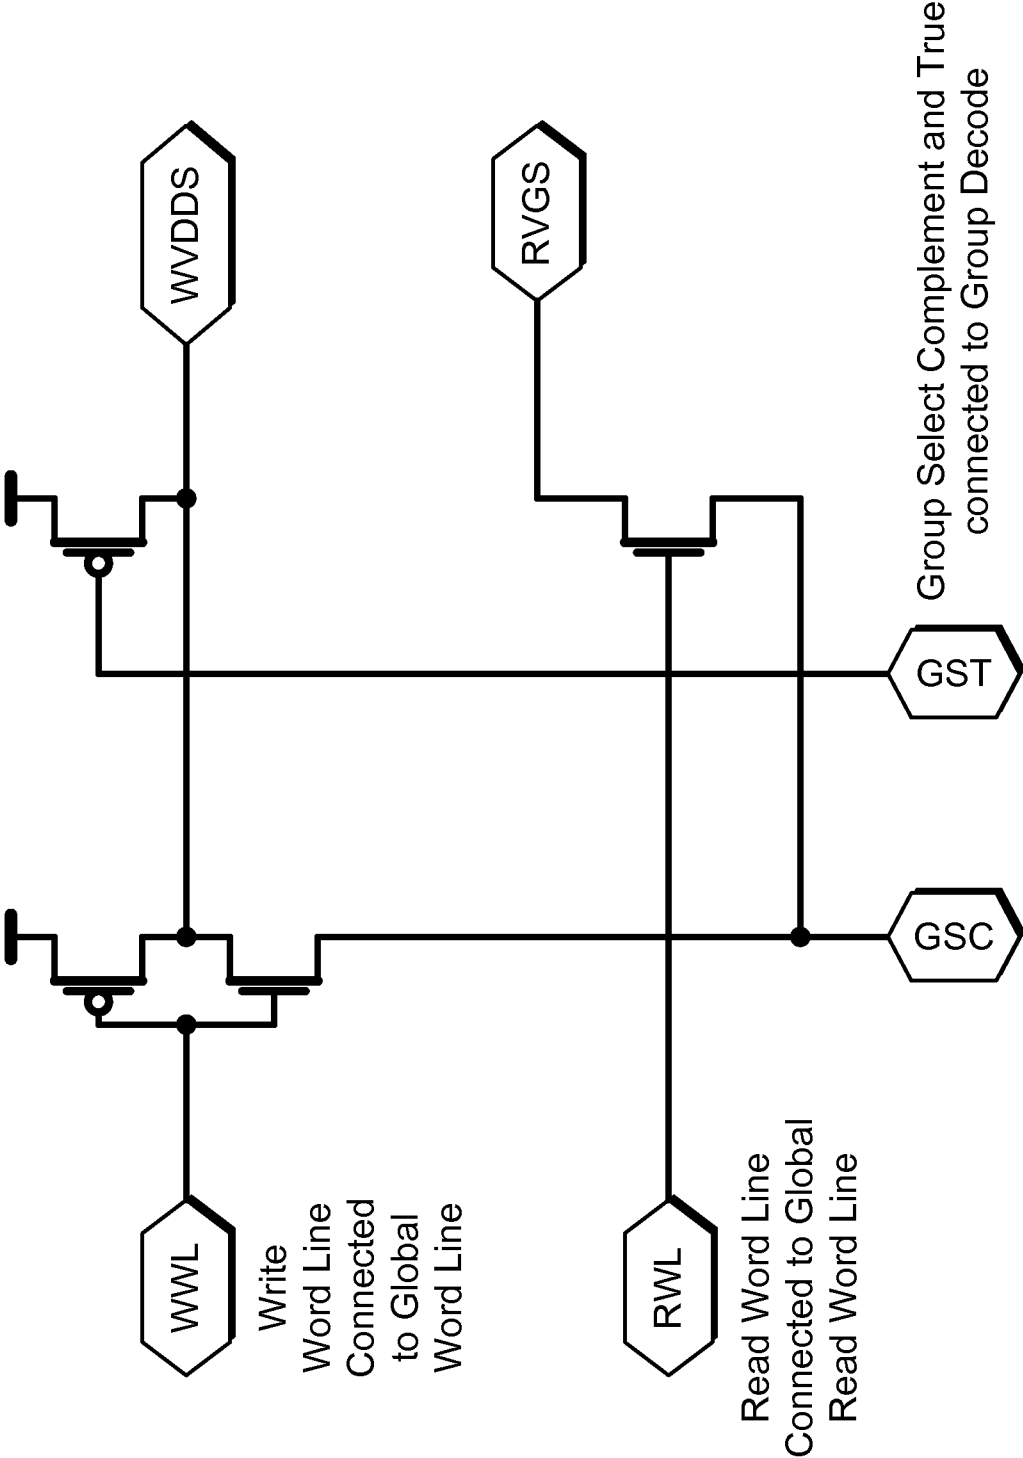 WWL
Write
Word Line
Connected
to Global
Word Line
RWL
Read Word Line
Connected to Global
Read Word Line
GSC
GST
WVDDS
RVGS
Group Select Complement and True
connected to Group Decode